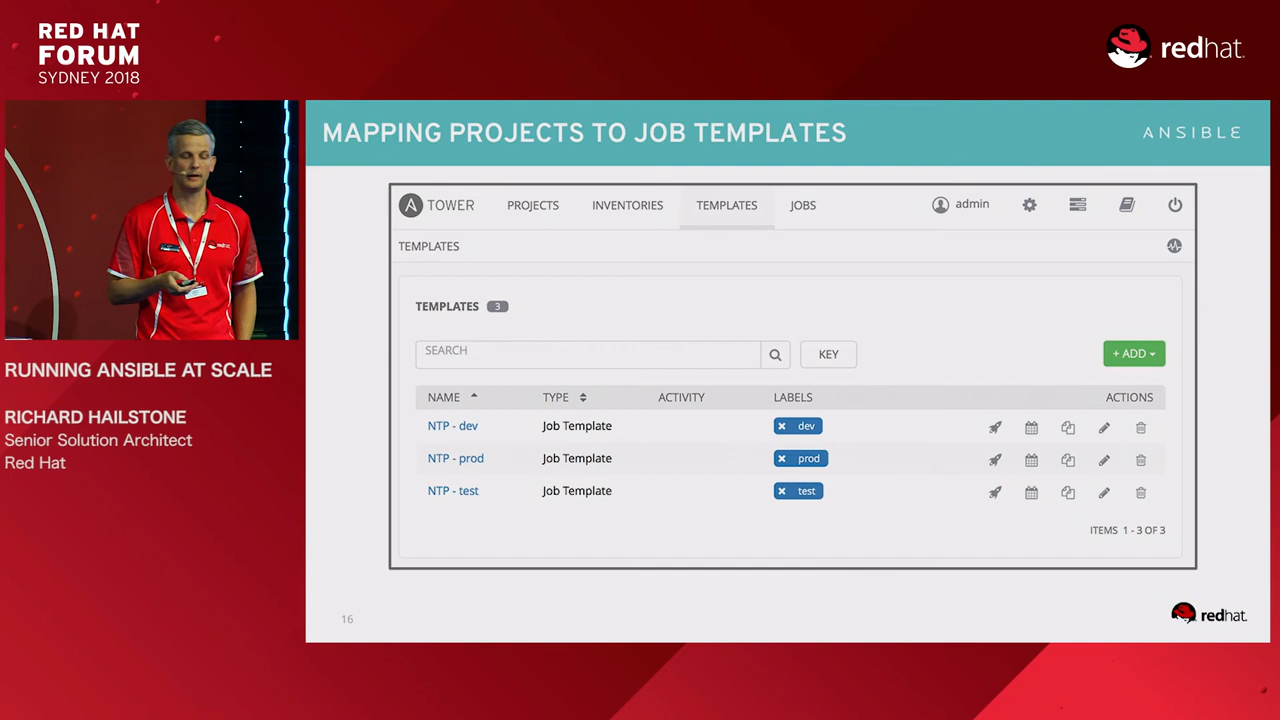 RED HAT
FORUM
SYDNEY 2018
redhat.
MAPPING PROJECTS TO JOB TEMPLATES
ANSIBLE
A TOWER PROJECTS INVENTORIES TEMPLATES JOBS admin
TEMPLATES
TEMPLATES 3
SEARCH KEY + ADD
NAME TYPE ACTIVITY LABELS ACTIONS
NTP - dev Job Template dev
NTP - prod Job Template prod
NTP - test Job Template test
ITEMS 1 - 3 OF 3
16
redhat.
redhat.
RUNNING ANSIBLE AT SCALE
RICHARD HAILSTONE
Senior Solution Architect
Red Hat